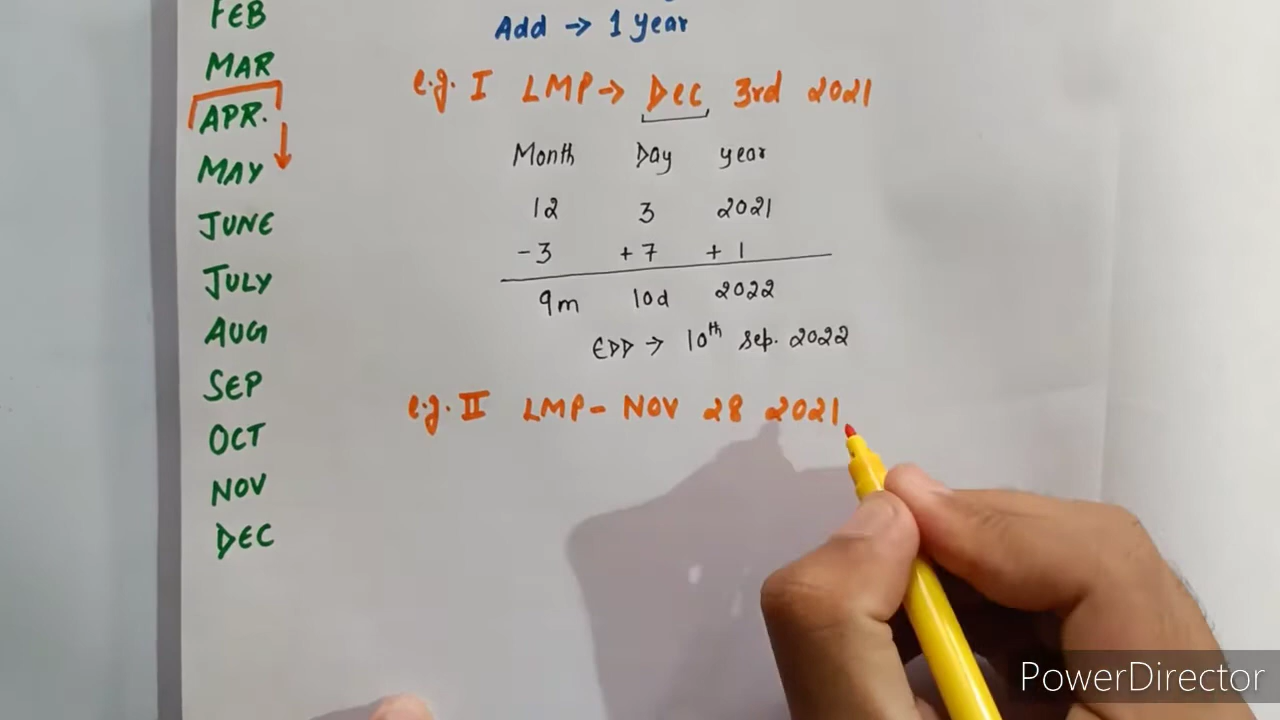 FEB
MAR
APR.
MAY
JUNE
JULY
AUG
SEP
OCT
NOV
DEC
Add → 1 year
e.g. I LMP → Dec 3rd 2021
Month Day year
12 3 2021
-3 +7 +1
9m 10d 2022
EDD → 10th Sep. 2022
e.g. II LMP - NOV 28 2021
PowerDirector